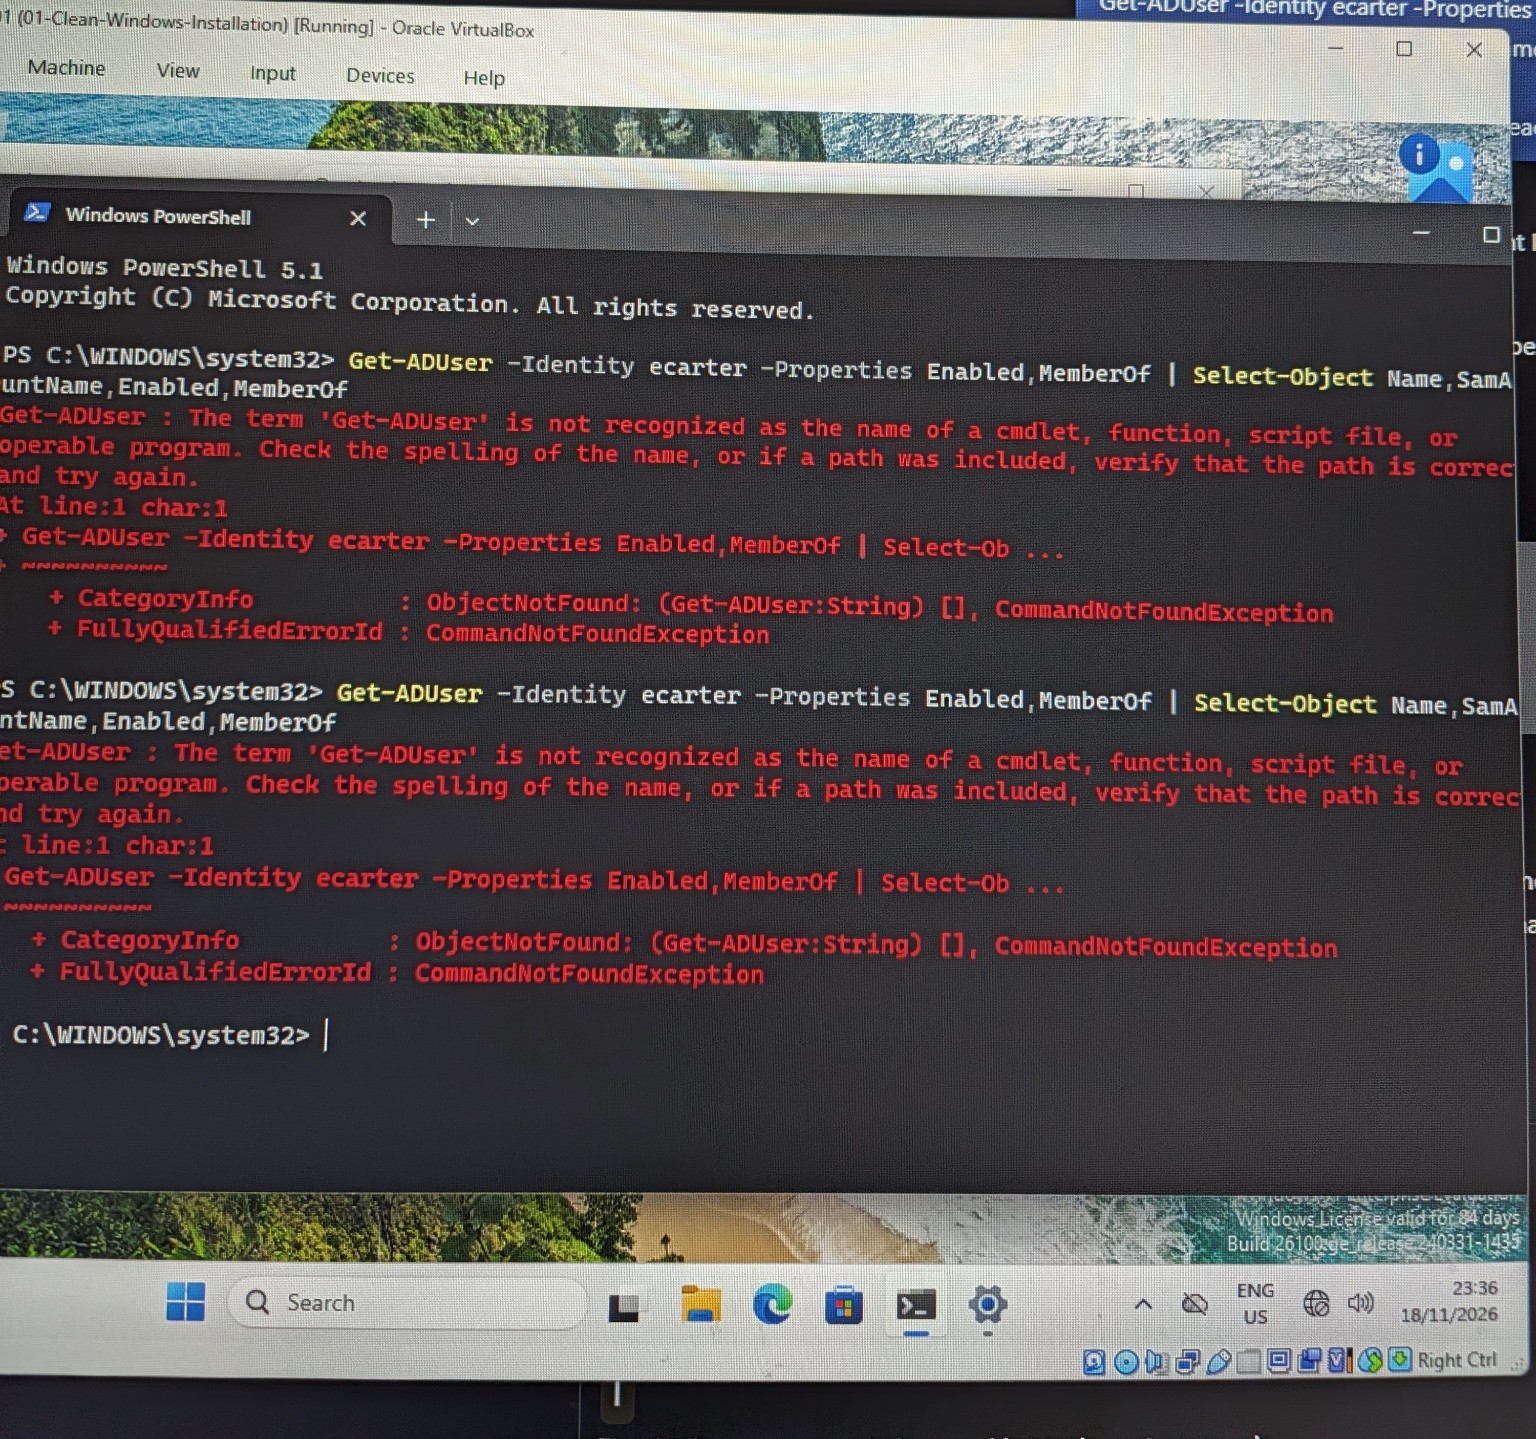 Get-ADUser -Identity ecarter -Properties
1 (01-Clean-Windows-Installation) [Running] - Oracle VirtualBox
Machine View Input Devices Help
Windows PowerShell
Windows PowerShell 5.1
Copyright (C) Microsoft Corporation. All rights reserved.
PS C:\WINDOWS\system32> Get-ADUser -Identity ecarter -Properties Enabled,MemberOf | Select-Object Name,SamA
untName,Enabled,MemberOf
Get-ADUser : The term 'Get-ADUser' is not recognized as the name of a cmdlet, function, script file, or
operable program. Check the spelling of the name, or if a path was included, verify that the path is correc
and try again.
At line:1 char:1
+ Get-ADUser -Identity ecarter -Properties Enabled,MemberOf | Select-Ob ...
+ ~~~~~~~~~~
+ CategoryInfo : ObjectNotFound: (Get-ADUser:String) [], CommandNotFoundException
+ FullyQualifiedErrorId : CommandNotFoundException
S C:\WINDOWS\system32> Get-ADUser -Identity ecarter -Properties Enabled,MemberOf | Select-Object Name,SamA
ntName,Enabled,MemberOf
et-ADUser : The term 'Get-ADUser' is not recognized as the name of a cmdlet, function, script file, or
perable program. Check the spelling of the name, or if a path was included, verify that the path is correc
nd try again.
: line:1 char:1
Get-ADUser -Identity ecarter -Properties Enabled,MemberOf | Select-Ob ...
~~~~~~~~~~
+ CategoryInfo : ObjectNotFound: (Get-ADUser:String) [], CommandNotFoundException
+ FullyQualifiedErrorId : CommandNotFoundException
C:\WINDOWS\system32>
Windows License valid for 84 days
Build 26100.ge_release.240331-1435
Search
ENG
US
23:36
18/11/2026
Right Ctrl